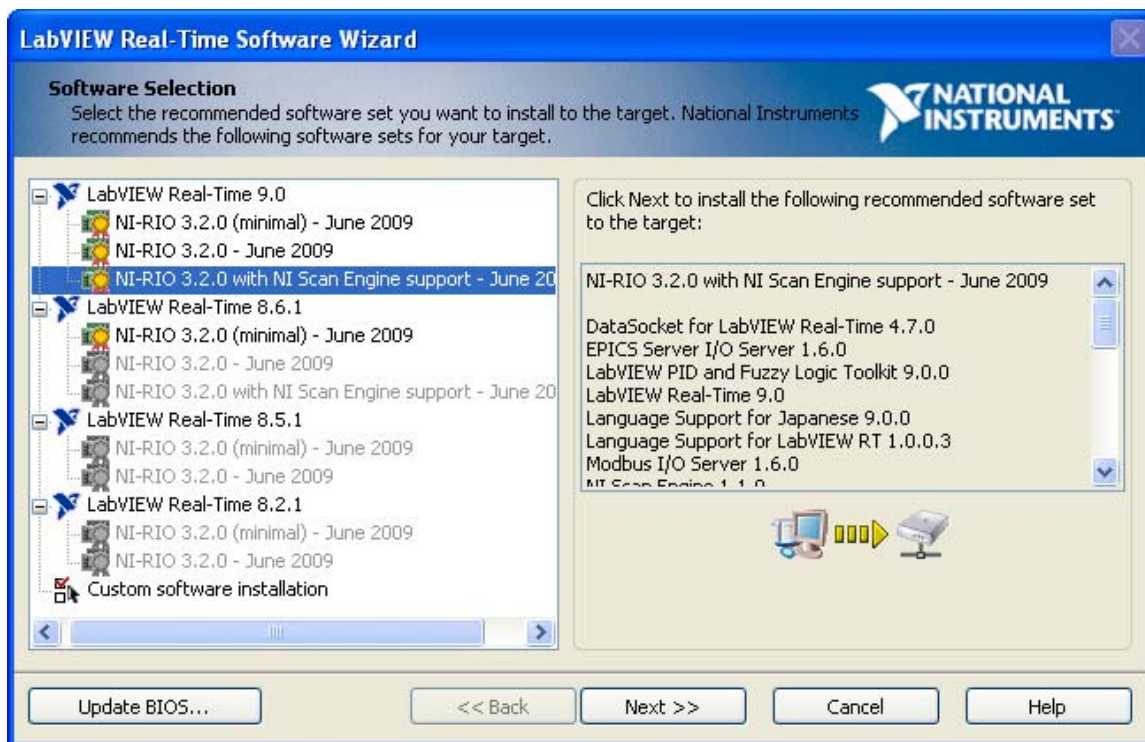 LabVIEW Real-Time Software Wizard
Software Selection
Select the recommended software set you want to install to the target. National Instruments
recommends the following software sets for your target.
NATIONAL
INSTRUMENTS
LabVIEW Real-Time 9.0
NI-RIO 3.2.0 (minimal) - June 2009
NI-RIO 3.2.0 - June 2009
NI-RIO 3.2.0 with NI Scan Engine support - June 20
LabVIEW Real-Time 8.6.1
NI-RIO 3.2.0 (minimal) - June 2009
NI-RIO 3.2.0 - June 2009
NI-RIO 3.2.0 with NI Scan Engine support - June 20
LabVIEW Real-Time 8.5.1
NI-RIO 3.2.0 (minimal) - June 2009
NI-RIO 3.2.0 - June 2009
LabVIEW Real-Time 8.2.1
NI-RIO 3.2.0 (minimal) - June 2009
NI-RIO 3.2.0 - June 2009
Custom software installation
Click Next to install the following recommended software set
to the target:
NI-RIO 3.2.0 with NI Scan Engine support - June 2009
DataSocket for LabVIEW Real-Time 4.7.0
EPICS Server I/O Server 1.6.0
LabVIEW PID and Fuzzy Logic Toolkit 9.0.0
LabVIEW Real-Time 9.0
Language Support for Japanese 9.0.0
Language Support for LabVIEW RT 1.0.0.3
Modbus I/O Server 1.6.0
NI Scan Engine 1.1.0
Update BIOS...
<< Back
Next >>
Cancel
Help